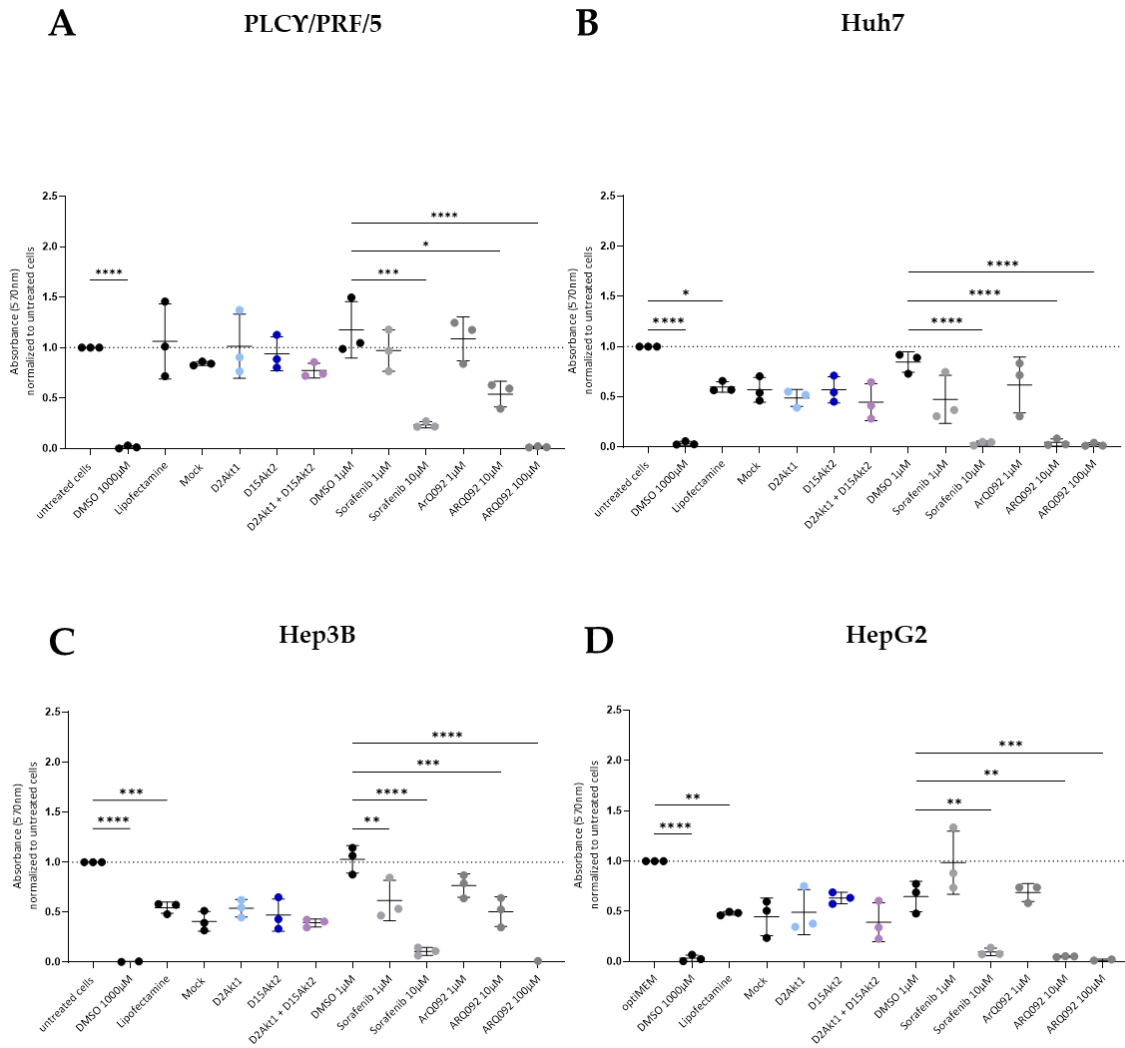 A
PLCϒ/PRF/5
Absorbance (570nm)
normalized to untreated cells
2.5
2.0
1.5
1.0
0.5
0.0
****
***
*
****
untreated cells
DMSO 1000µM
Lipofectamine
Mock
D2Akt1
D15Akt2
D2Akt1 + D15Akt2
DMSO 1µM
Sorafenib 1µM
Sorafenib 10µM
ArQ092 1µM
ARQ092 10µM
ARQ092 100µM
B
Huh7
Absorbance (570nm)
normalized to untreated cells
2.5
2.0
1.5
1.0
0.5
0.0
*
****
****
****
****
untreated cells
DMSO 1000µM
Lipofectamine
Mock
D2Akt1
D15Akt2
D2Akt1 + D15Akt2
DMSO 1µM
Sorafenib 1µM
Sorafenib 10µM
ArQ092 1µM
ARQ092 10µM
ARQ092 100µM
C
Hep3B
Absorbance (570nm)
normalized to untreated cells
2.5
2.0
1.5
1.0
0.5
0.0
***
****
****
***
****
**
untreated cells
DMSO 1000µM
Lipofectamine
Mock
D2Akt1
D15Akt2
D2Akt1 + D15Akt2
DMSO 1µM
Sorafenib 1µM
Sorafenib 10µM
ArQ092 1µM
ARQ092 10µM
ARQ092 100µM
D
HepG2
Absorbance (570nm)
normalized to untreated cells
2.5
2.0
1.5
1.0
0.5
0.0
**
****
***
**
**
optiMEM
DMSO 1000µM
Lipofectamine
Mock
D2Akt1
D15Akt2
D2Akt1 + D15Akt2
DMSO 1µM
Sorafenib 1µM
Sorafenib 10µM
ArQ092 1µM
ARQ092 10µM
ARQ092 100µM